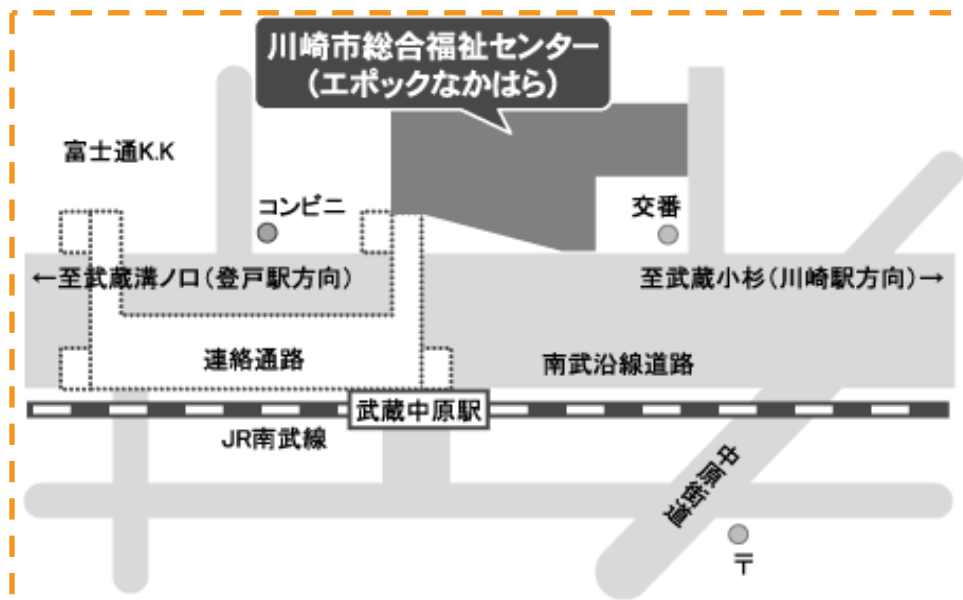 川崎市総合福祉センター
（エポックなかはら）
富士通K.K
コンビニ
交番
←至武蔵溝ノ口（登戸駅方向）
至武蔵小杉（川崎駅方向）→
連絡通路
南武沿線道路
武蔵中原駅
JR南武線
中原街道
〒